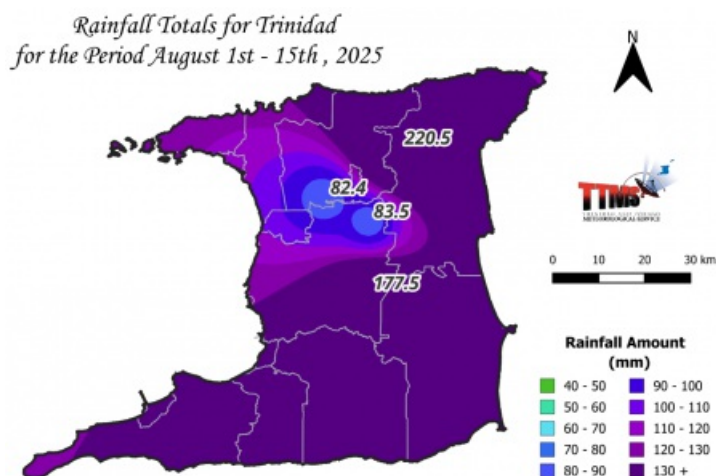 Rainfall Totals for Trinidad
for the Period August 1st - 15th , 2025
N
220.5
82.4
83.5
177.5
TTMS
METEOROLOGICAL SERVICE
0 10 20 30 km
Rainfall Amount
(mm)
40 - 50 90 - 100
50 - 60 100 - 110
60 - 70 110 - 120
70 - 80 120 - 130
80 - 90 130 +